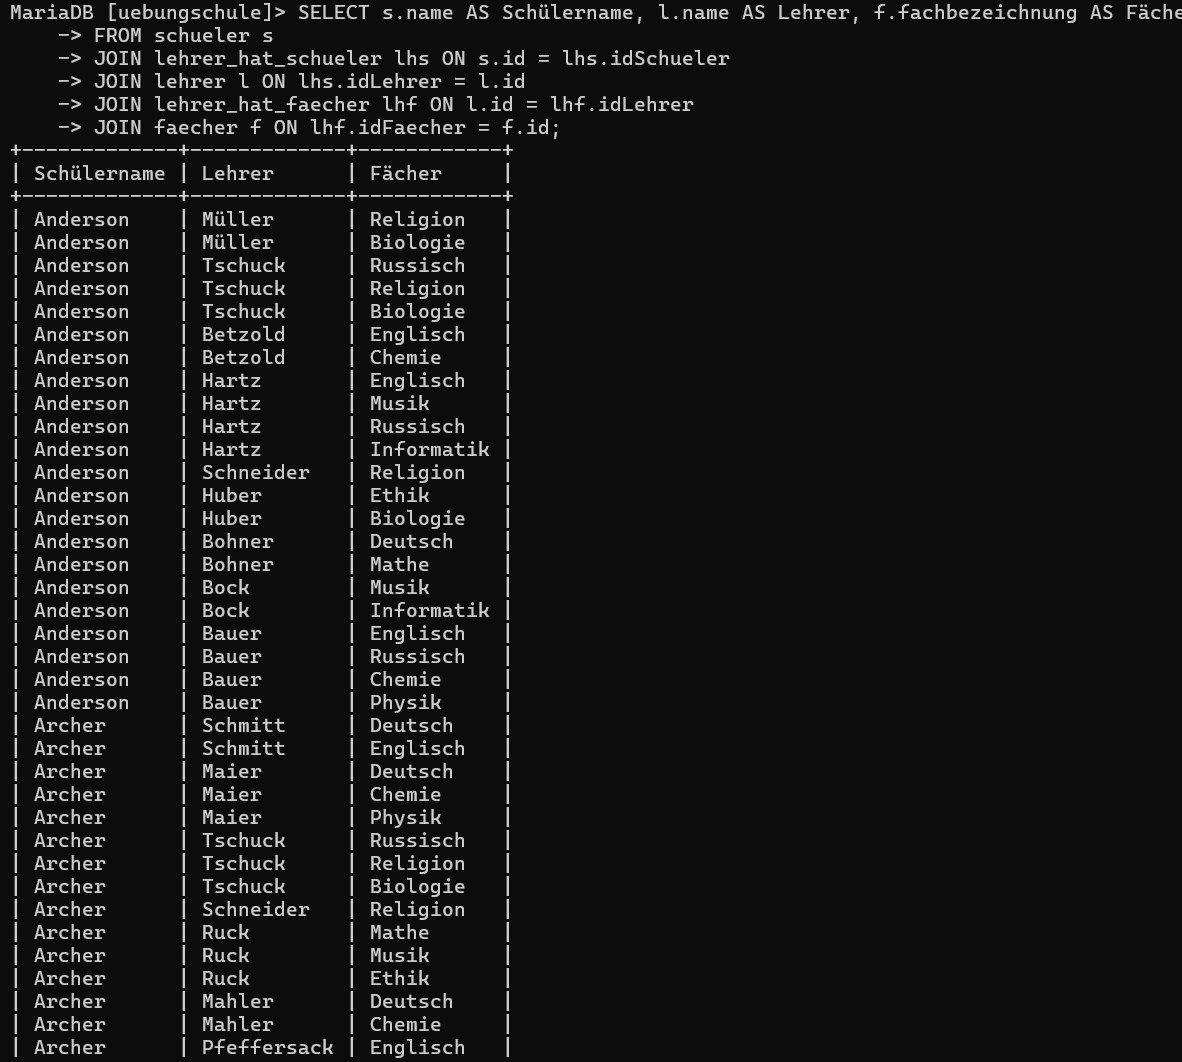 MariaDB [uebungschule]> SELECT s.name AS Schülername, l.name AS Lehrer, f.fachbezeichnung AS Fäche
    -> FROM schueler s
    -> JOIN lehrer_hat_schueler lhs ON s.id = lhs.idSchueler
    -> JOIN lehrer l ON lhs.idLehrer = l.id
    -> JOIN lehrer_hat_faecher lhf ON l.id = lhf.idLehrer
    -> JOIN faecher f ON lhf.idFaecher = f.id;
+-------------+-------------+------------+
| Schülername | Lehrer      | Fächer     |
+-------------+-------------+------------+
| Anderson    | Müller      | Religion   |
| Anderson    | Müller      | Biologie   |
| Anderson    | Tschuck     | Russisch   |
| Anderson    | Tschuck     | Religion   |
| Anderson    | Tschuck     | Biologie   |
| Anderson    | Betzold     | Englisch   |
| Anderson    | Betzold     | Chemie     |
| Anderson    | Hartz       | Englisch   |
| Anderson    | Hartz       | Musik      |
| Anderson    | Hartz       | Russisch   |
| Anderson    | Hartz       | Informatik |
| Anderson    | Schneider   | Religion   |
| Anderson    | Huber       | Ethik      |
| Anderson    | Huber       | Biologie   |
| Anderson    | Bohner      | Deutsch    |
| Anderson    | Bohner      | Mathe      |
| Anderson    | Bock        | Musik      |
| Anderson    | Bock        | Informatik |
| Anderson    | Bauer       | Englisch   |
| Anderson    | Bauer       | Russisch   |
| Anderson    | Bauer       | Chemie     |
| Anderson    | Bauer       | Physik     |
| Archer      | Schmitt     | Deutsch    |
| Archer      | Schmitt     | Englisch   |
| Archer      | Maier       | Deutsch    |
| Archer      | Maier       | Chemie     |
| Archer      | Maier       | Physik     |
| Archer      | Tschuck     | Russisch   |
| Archer      | Tschuck     | Religion   |
| Archer      | Tschuck     | Biologie   |
| Archer      | Schneider   | Religion   |
| Archer      | Ruck        | Mathe      |
| Archer      | Ruck        | Musik      |
| Archer      | Ruck        | Ethik      |
| Archer      | Mahler      | Deutsch    |
| Archer      | Mahler      | Chemie     |
| Archer      | Pfeffersack | Englisch   |